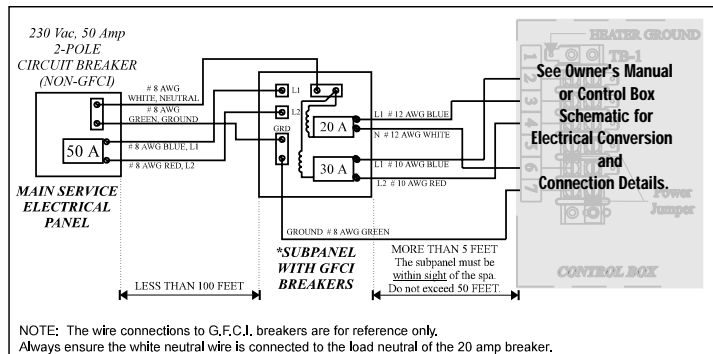 230 Vac, 50 Amp
2-POLE
CIRCUIT BREAKER
(NON-GFCI)
# 8 AWG
WHITE, NEUTRAL
# 8 AWG
GREEN, GROUND
50 A
# 8 AWG BLUE, L1
# 8 AWG RED, L2
MAIN SERVICE
ELECTRICAL
PANEL
L1
L2
GRD
20 A
30 A
L1 # 12 AWG BLUE
N # 12 AWG WHITE
L1 # 10 AWG BLUE
L2 # 10 AWG RED
GROUND # 8 AWG GREEN
*SUBPANEL
WITH GFCI
BREAKERS
LESS THAN 100 FEET
MORE THAN 5 FEET
The subpanel must be
within sight of the spa.
Do not exceed 50 FEET.
HEATER GROUND
TB-1
1
2
3
4
5
6
7
See Owner's Manual
or Control Box
Schematic for
Electrical Conversion
and
Connection Details.
Power
Jumper
CONTROL BOX
NOTE: The wire connections to G.F.C.I. breakers are for reference only.
Always ensure the white neutral wire is connected to the load neutral of the 20 amp breaker.